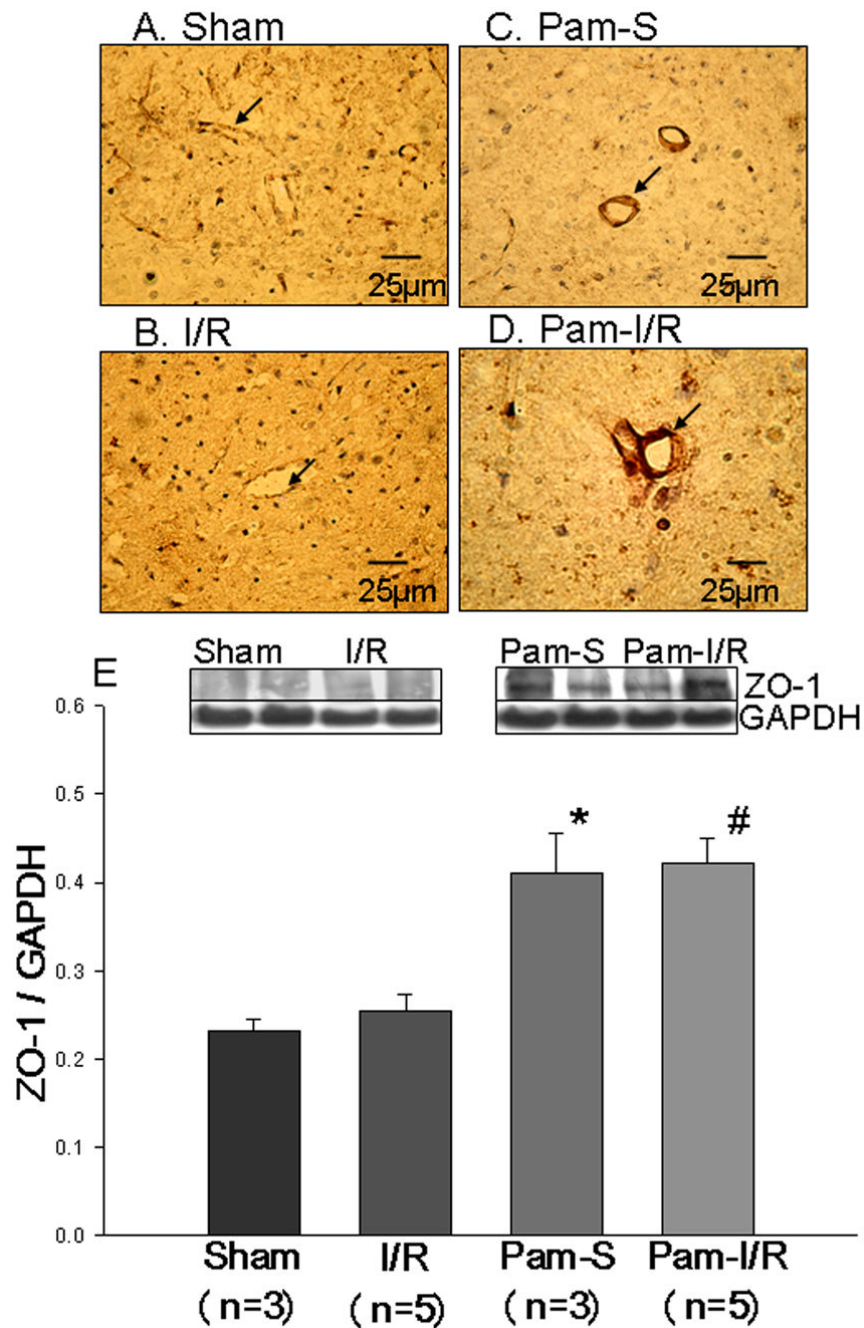 A. Sham
C. Pam-S
25µm
25µm
B. I/R
D. Pam-I/R
25µm
25µm
E
Sham I/R
Pam-S Pam-I/R
ZO-1
GAPDH
ZO-1 / GAPDH
0.6
0.5
0.4
0.3
0.2
0.1
0.0
*
#
Sham I/R Pam-S Pam-I/R
( n=3) (n=5) (n=3) (n=5)